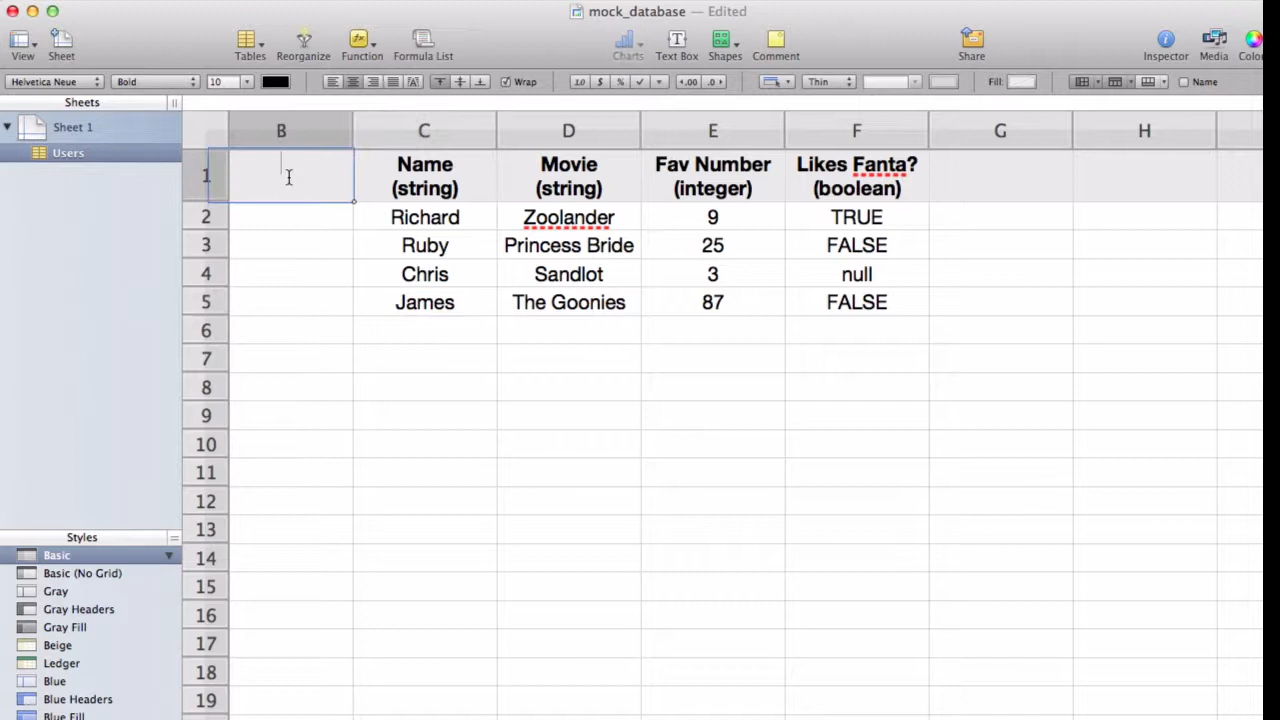 mock_database — Edited
View Sheet Tables Reorganize Function Formula List Charts Text Box Shapes Comment Share Inspector Media
Helvetica Neue Bold 10 Wrap 1.0 $ % .00 .0 Thin Fill: Name
Sheets
Sheet 1
Users
B C D E F G H
1 Name Movie Fav Number Likes Fanta?
(string) (string) (integer) (boolean)
2 Richard Zoolander 9 TRUE
3 Ruby Princess Bride 25 FALSE
4 Chris Sandlot 3 null
5 James The Goonies 87 FALSE
6
7
8
9
10
11
12
13
14
15
16
17
18
19
Styles
Basic
Basic (No Grid)
Gray
Gray Headers
Gray Fill
Beige
Ledger
Blue
Blue Headers
Blue Fill